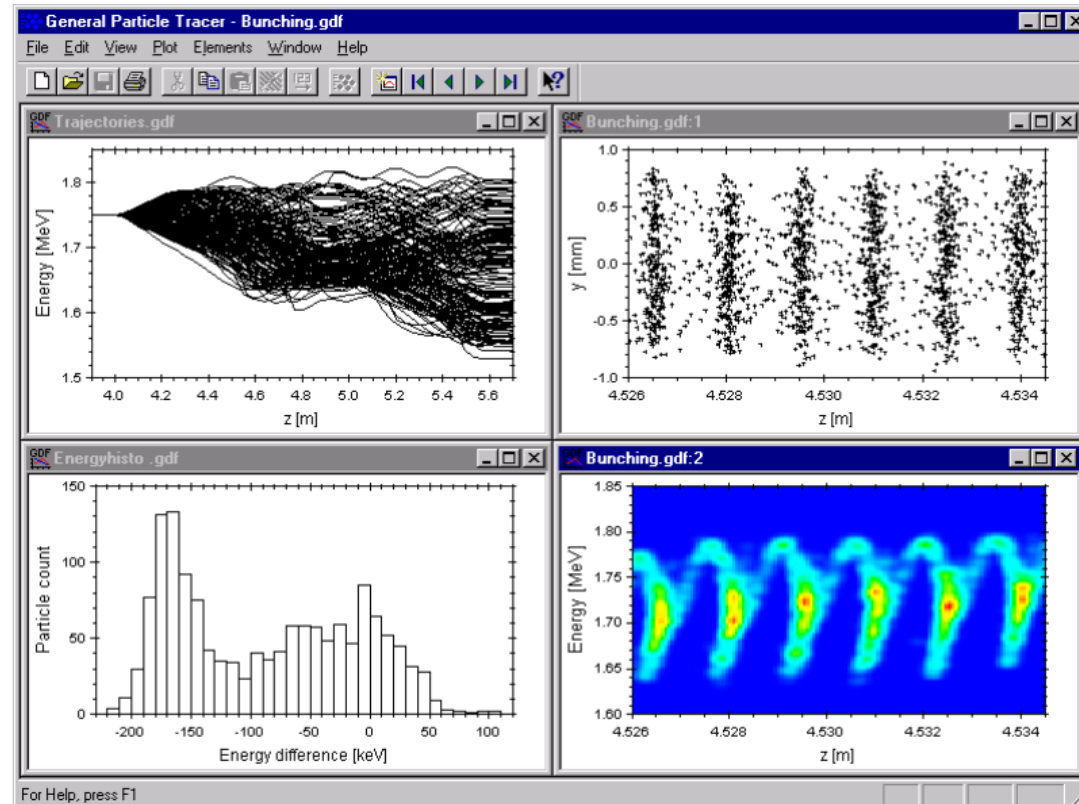 General Particle Tracer - Bunching.gdf
File Edit View Plot Elements Window Help
GDF Trajectories.gdf
1.8
1.7
1.6
1.5
Energy [MeV]
4.0 4.2 4.4 4.6 4.8 5.0 5.2 5.4 5.6
z [m]
GDF Bunching.gdf:1
1.0
0.5
0.0
-0.5
-1.0
y [mm]
4.526 4.528 4.530 4.532 4.534
z [m]
GDF Energyhisto .gdf
150
100
50
0
Particle count
-200 -150 -100 -50 0 50 100
Energy difference [keV]
Bunching.gdf:2
1.85
1.80
1.75
1.70
1.65
1.60
Energy [MeV]
4.526 4.528 4.530 4.532 4.534
z [m]
For Help, press F1